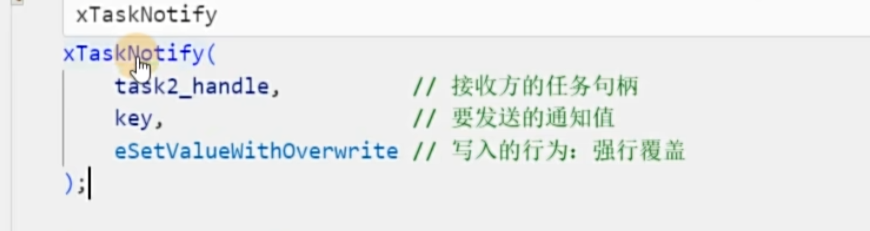 xTaskNotify
xTaskNotify(
task2_handle, // 接收方的任务句柄
key, // 要发送的通知值
eSetValueWithOverwrite // 写入的行为：强行覆盖
);